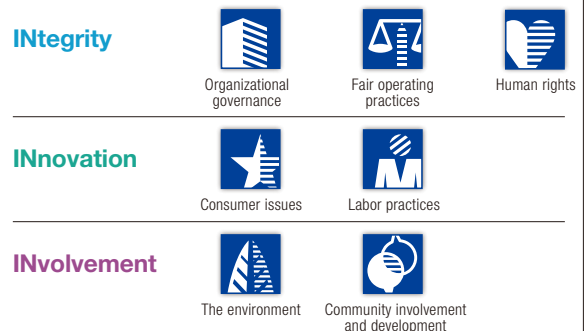 INtegrity
Organizational
governance
Fair operating
practices
Human rights
INnovation
Consumer issues
Labor practices
INvolvement
The environment
Community involvement
and development